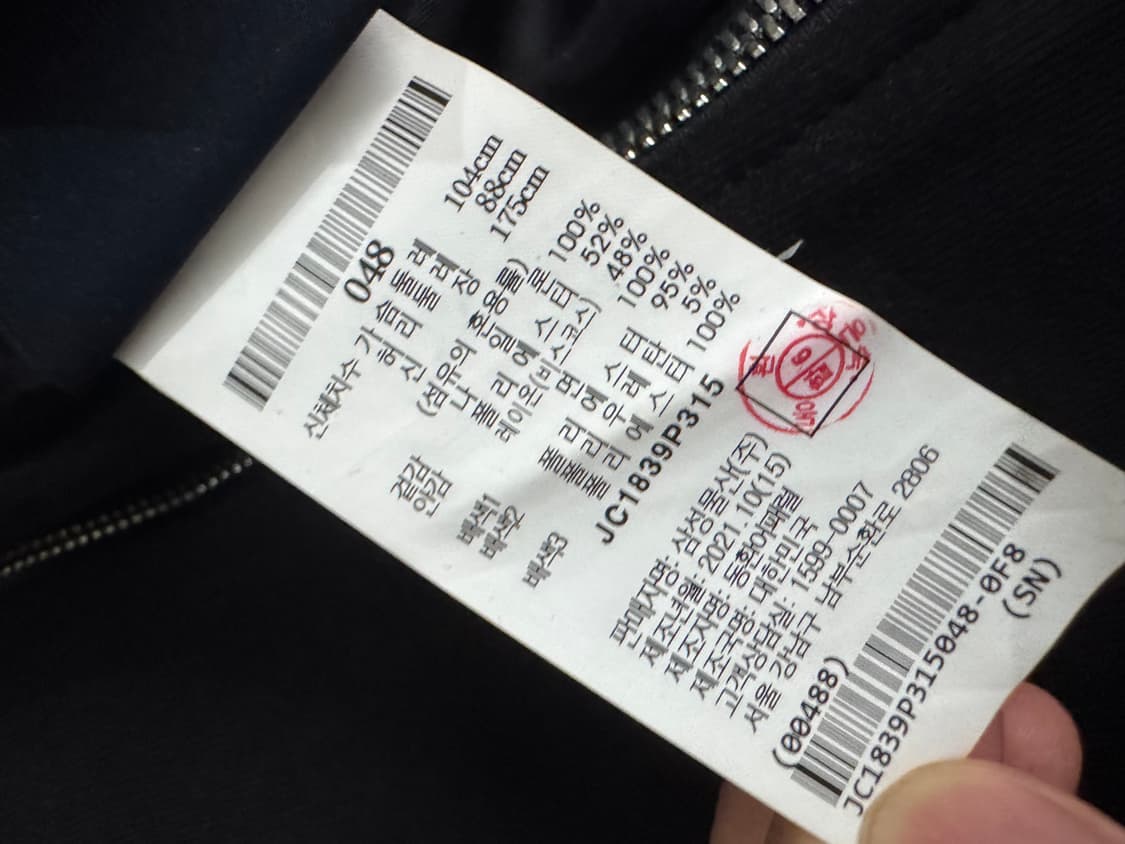 048
신체치수 가슴둘레 104cm
허리둘레 88cm
신장 175cm
(섬유의 혼용률)
겉감 나일론 100%
안감 폴리에스터 52%
레이온(비스코스) 48%
배색1 폴리에스터 100%
배색2 면 95%
폴리우레탄 5%
배색3 폴리에스터 100%
JC1839P315
판매자명: 삼성물산(주)
제조년월: 2021.10(15)
제조자명: 동환어패럴
제조국명: 대한민국
고객상담실: 1599-0007
서울 강남구 남부순환로 2806
(00488)
JC1839P315048-0F8
(SN)